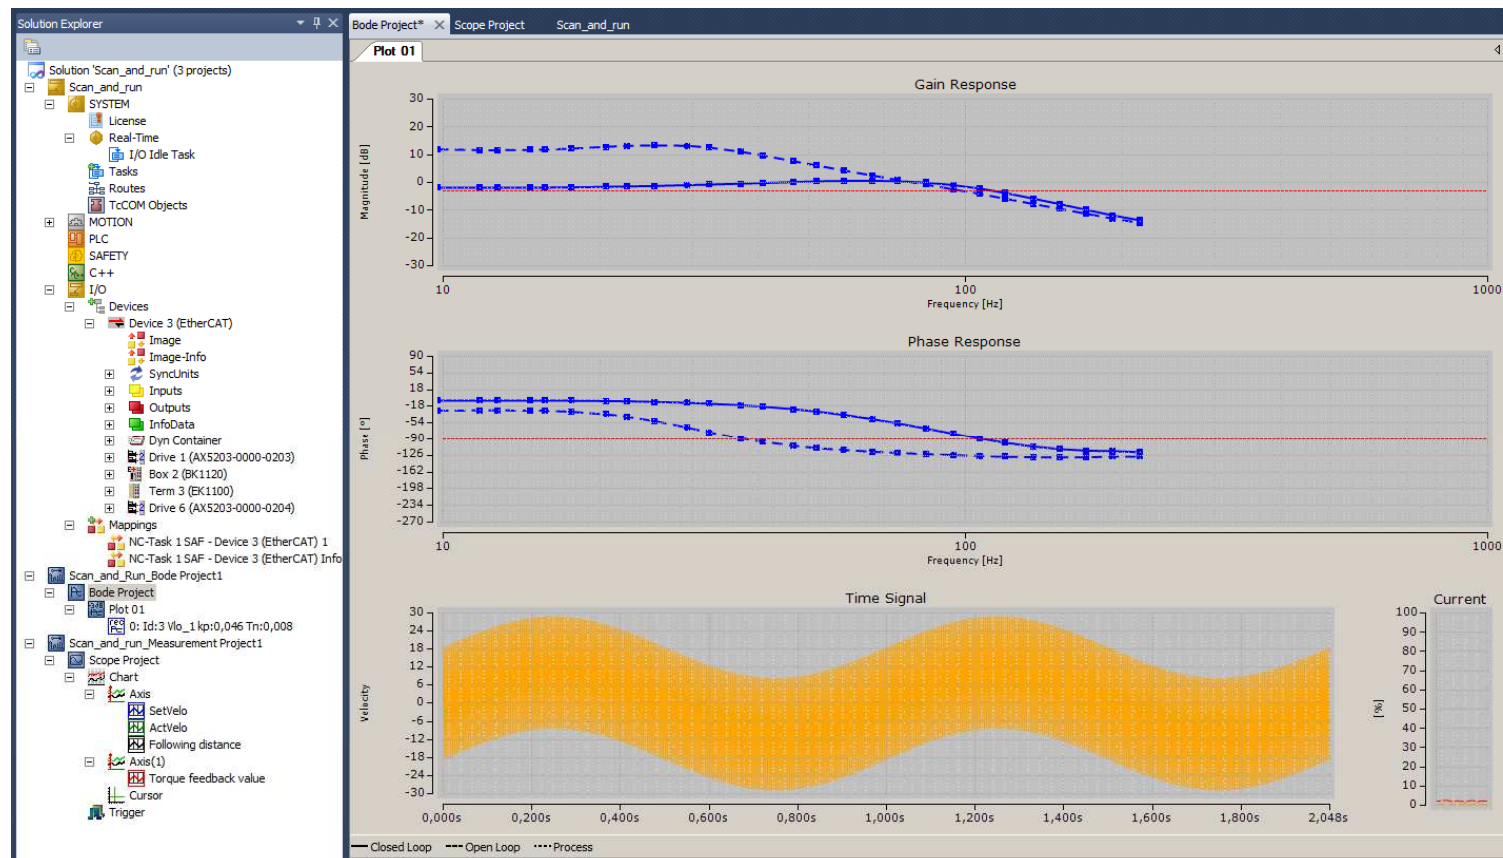 Solution Explorer
Solution 'Scan_and_run' (3 projects)
Scan_and_run
SYSTEM
License
Real-Time
I/O Idle Task
Tasks
Routes
TcCOM Objects
MOTION
PLC
SAFETY
C++
I/O
Devices
Device 3 (EtherCAT)
Image
Image-Info
SyncUnits
Inputs
Outputs
InfoData
Dyn Container
Drive 1 (AX5203-0000-0203)
Box 2 (BK1120)
Term 3 (EK1100)
Drive 6 (AX5203-0000-0204)
Mappings
NC-Task 1 SAF - Device 3 (EtherCAT) 1
NC-Task 1 SAF - Device 3 (EtherCAT) Info
Scan_and_Run_Bode Project1
Bode Project
Plot 01
0: Id:3 Vlo_1 kp:0,046 Tn:0,008
Scan_and_run_Measurement Project1
Scope Project
Chart
Axis
SetVelo
ActVelo
Following distance
Axis(1)
Torque feedback value
Cursor
Trigger
Bode Project* Scope Project Scan_and_run
Plot 01
Gain Response
Magnitude [dB]
30
20
10
0
-10
-20
-30
10 100 1000
Frequency [Hz]
Phase Response
Phase [º]
90
54
18
-18
-54
-90
-126
-162
-198
-234
-270
10 100 1000
Frequency [Hz]
Time Signal
Velocity
30
24
18
12
6
0
-6
-12
-18
-24
-30
0,000s 0,200s 0,400s 0,600s 0,800s 1,000s 1,200s 1,400s 1,600s 1,800s 2,048s
Current
[%]
100
90
80
70
60
50
40
30
20
10
0
Closed Loop Open Loop Process